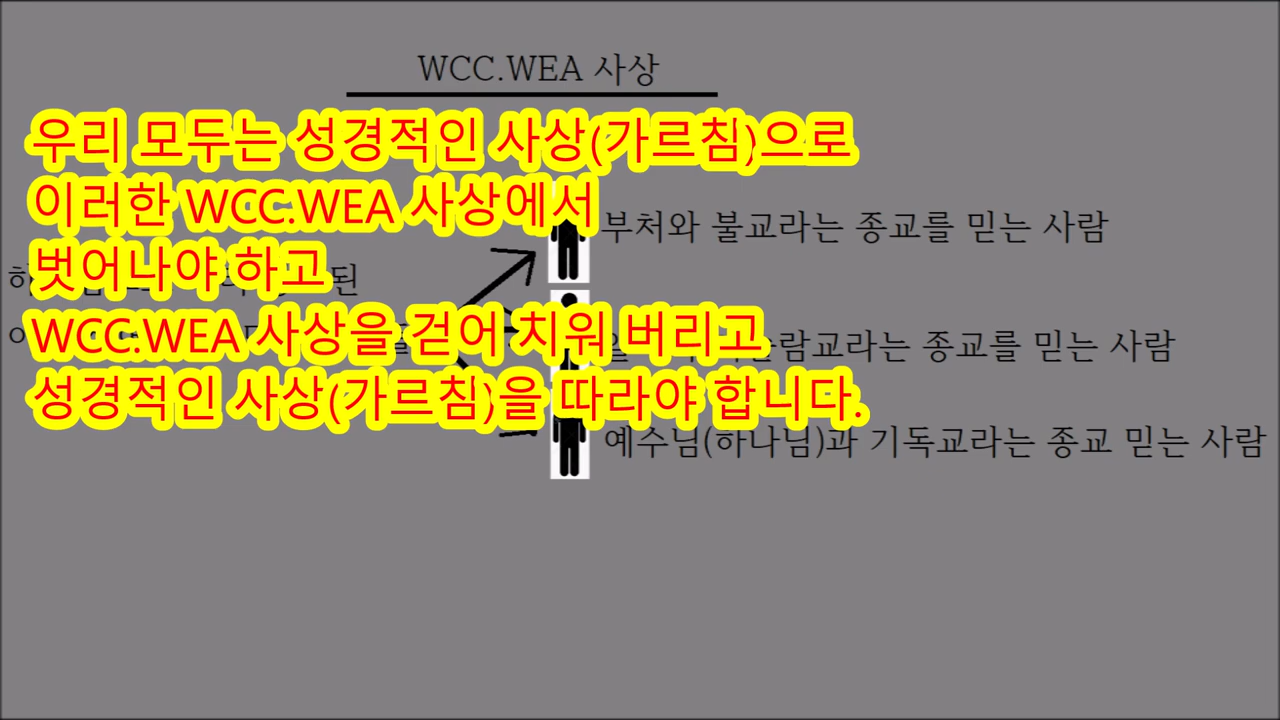 WCC.WEA 사상
우리 모두는 성경적인 사상(가르침)으로
이러한 WCC.WEA 사상에서
벗어나야 하고
WCC.WEA 사상을 걷어 치워 버리고
성경적인 사상(가르침)을 따라야 합니다.
부처와 불교라는 종교를 믿는 사람
종교를 믿는 사람
예수님(하나님)과 기독교라는 종교 믿는 사람